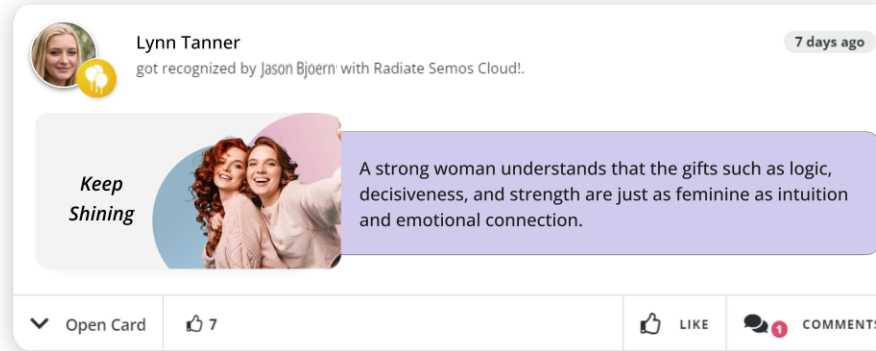 Lynn Tanner
7 days ago
got recognized by Jason Bjoern with Radiate Semos Cloud!.
Keep
Shining
A strong woman understands that the gifts such as logic,
decisiveness, and strength are just as feminine as intuition
and emotional connection.
Open Card
7
LIKE
1
COMMENTS